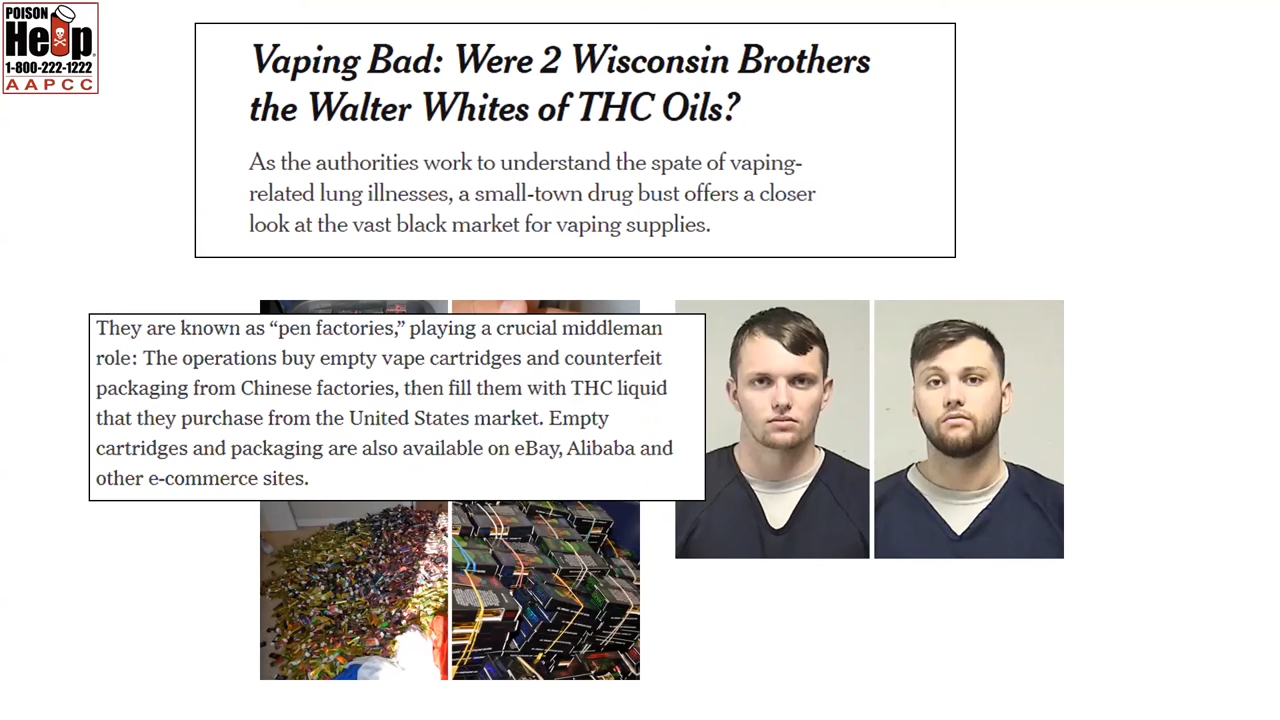 POISON
Help
1-800-222-1222
AAPCC
Vaping Bad: Were 2 Wisconsin Brothers
the Walter Whites of THC Oils?
As the authorities work to understand the spate of vaping-
related lung illnesses, a small-town drug bust offers a closer
look at the vast black market for vaping supplies.
They are known as “pen factories,” playing a crucial middleman
role: The operations buy empty vape cartridges and counterfeit
packaging from Chinese factories, then fill them with THC liquid
that they purchase from the United States market. Empty
cartridges and packaging are also available on eBay, Alibaba and
other e-commerce sites.